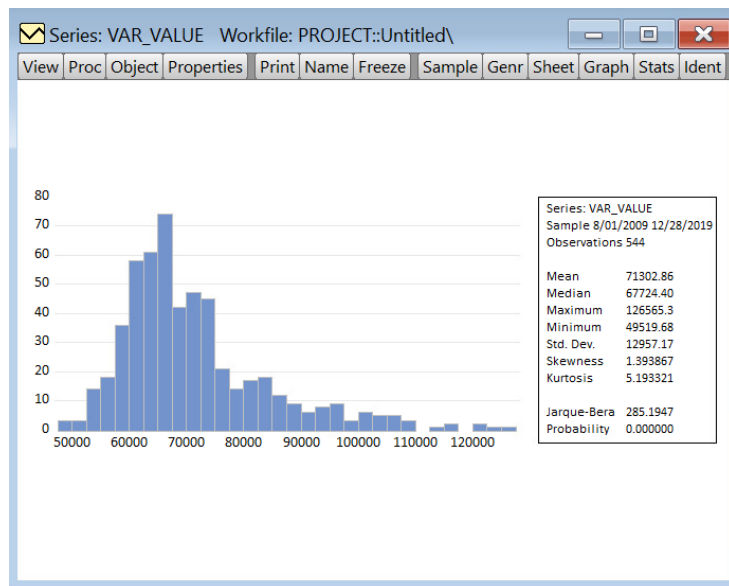 Series: VAR_VALUE Workfile: PROJECT::Untitled\
View Proc Object Properties Print Name Freeze Sample Genr Sheet Graph Stats Ident
80
70
60
50
40
30
20
10
0
50000 60000 70000 80000 90000 100000 110000 120000
Series: VAR_VALUE
Sample 8/01/2009 12/28/2019
Observations 544
Mean 71302.86
Median 67724.40
Maximum 126565.3
Minimum 49519.68
Std. Dev. 12957.17
Skewness 1.393867
Kurtosis 5.193321
Jarque-Bera 285.1947
Probability 0.000000